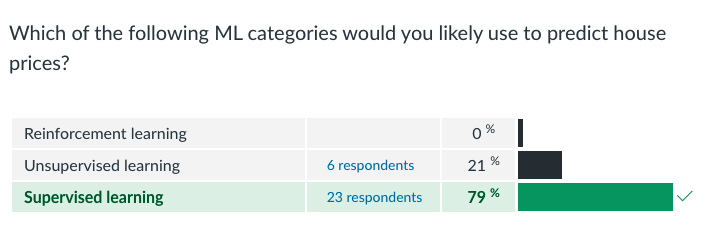 Which of the following ML categories would you likely use to predict house
prices?
Reinforcement learning 0 %
Unsupervised learning 6 respondents 21 %
Supervised learning 23 respondents 79 %